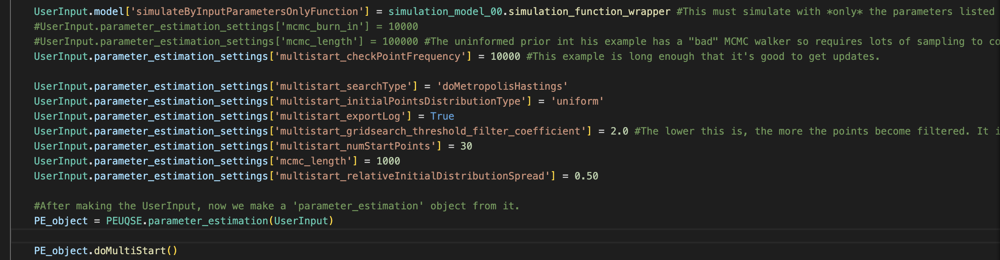 UserInput.model['simulateByInputParametersOnlyFunction'] = simulation_model_00.simulation_function_wrapper #This must simulate with *only* the parameters listed
#UserInput.parameter_estimation_settings['mcmc_burn_in'] = 10000
#UserInput.parameter_estimation_settings['mcmc_length'] = 100000 #The uninformed prior int his example has a "bad" MCMC walker so requires lots of sampling to co
UserInput.parameter_estimation_settings['multistart_checkPointFrequency'] = 10000 #This example is long enough that it's good to get updates.
UserInput.parameter_estimation_settings['multistart_searchType'] = 'doMetropolisHastings'
UserInput.parameter_estimation_settings['multistart_initialPointsDistributionType'] = 'uniform'
UserInput.parameter_estimation_settings['multistart_exportLog'] = True
UserInput.parameter_estimation_settings['multistart_gridsearch_threshold_filter_coefficient'] = 2.0 #The lower this is, the more the points become filtered. It i
UserInput.parameter_estimation_settings['multistart_numStartPoints'] = 30
UserInput.parameter_estimation_settings['mcmc_length'] = 1000
UserInput.parameter_estimation_settings['multistart_relativeInitialDistributionSpread'] = 0.50
#After making the UserInput, now we make a 'parameter_estimation' object from it.
PE_object = PEUQSE.parameter_estimation(UserInput)
PE_object.doMultiStart()